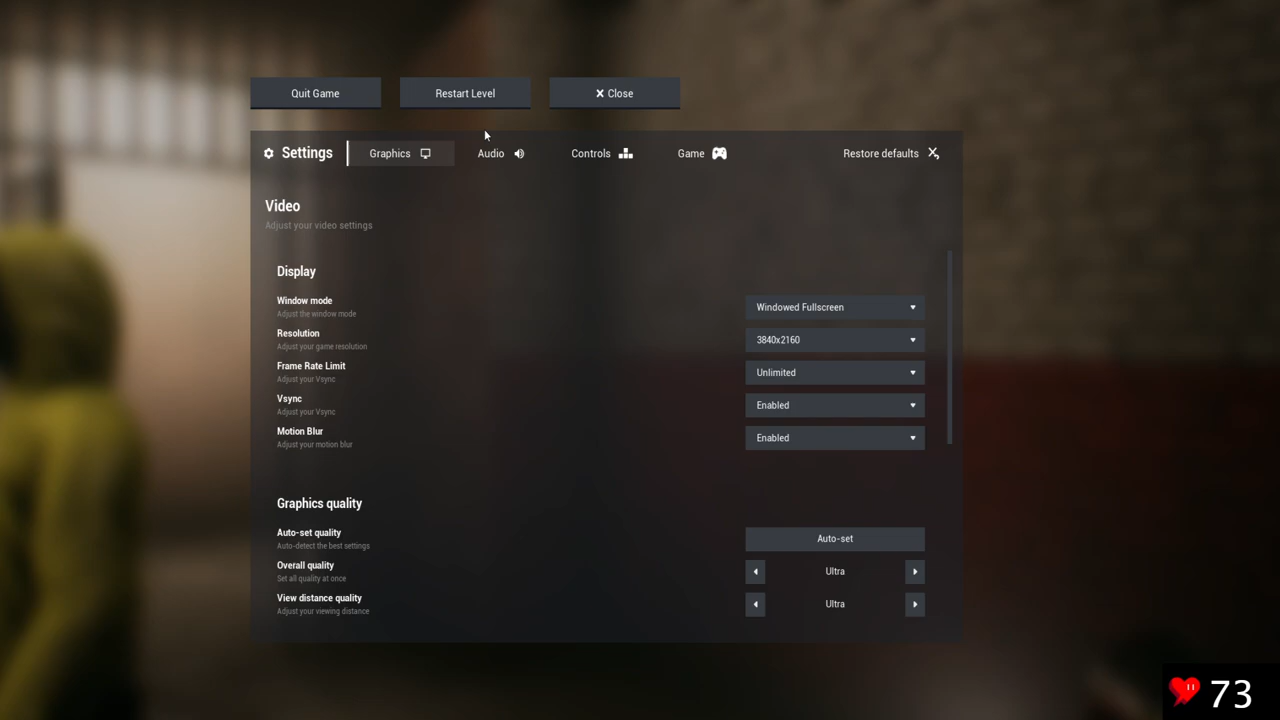 Quit Game
Restart Level
Close
Settings
Graphics
Audio
Controls
Game
Restore defaults
Video
Adjust your video settings
Display
Window mode
Adjust the window mode
Windowed Fullscreen
Resolution
Adjust your game resolution
3840x2160
Frame Rate Limit
Adjust your Vsync
Unlimited
Vsync
Adjust your Vsync
Enabled
Motion Blur
Adjust your motion blur
Enabled
Graphics quality
Auto-set quality
Auto-detect the best settings
Auto-set
Overall quality
Set all quality at once
Ultra
View distance quality
Adjust your viewing distance
Ultra
73